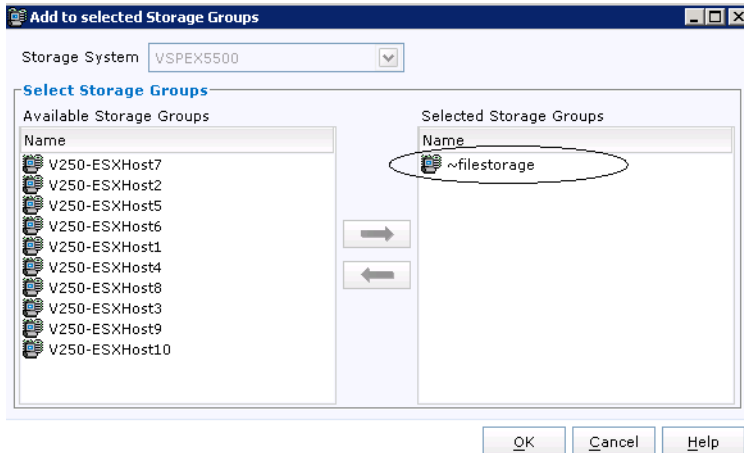 Add to selected Storage Groups
Storage System VSPEX5500
Select Storage Groups
Available Storage Groups
Name
V250-ESXHost7
V250-ESXHost2
V250-ESXHost5
V250-ESXHost6
V250-ESXHost1
V250-ESXHost4
V250-ESXHost8
V250-ESXHost3
V250-ESXHost9
V250-ESXHost10
Selected Storage Groups
Name
~filestorage
OK Cancel Help